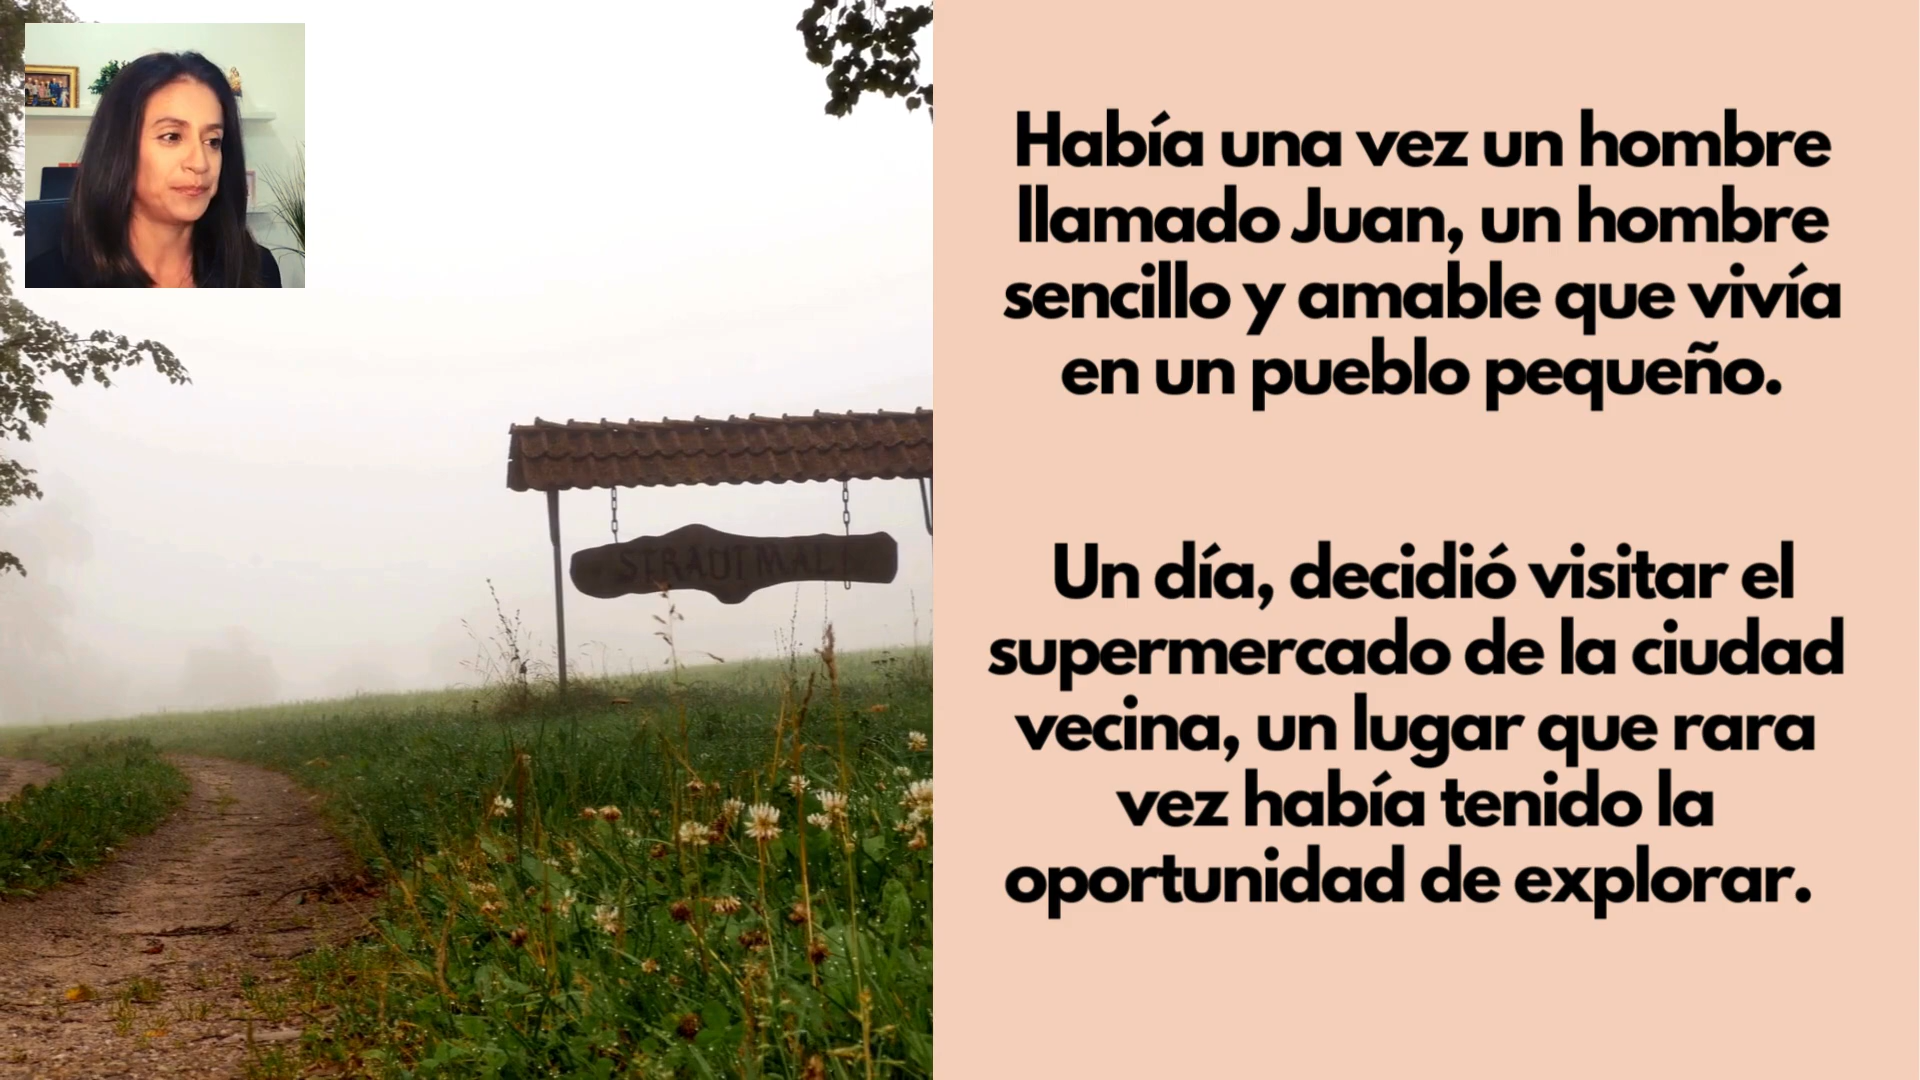 Había una vez un hombre
llamado Juan, un hombre
sencillo y amable que vivía
en un pueblo pequeño.
Un día, decidió visitar el
supermercado de la ciudad
vecina, un lugar que rara
vez había tenido la
oportunidad de explorar.